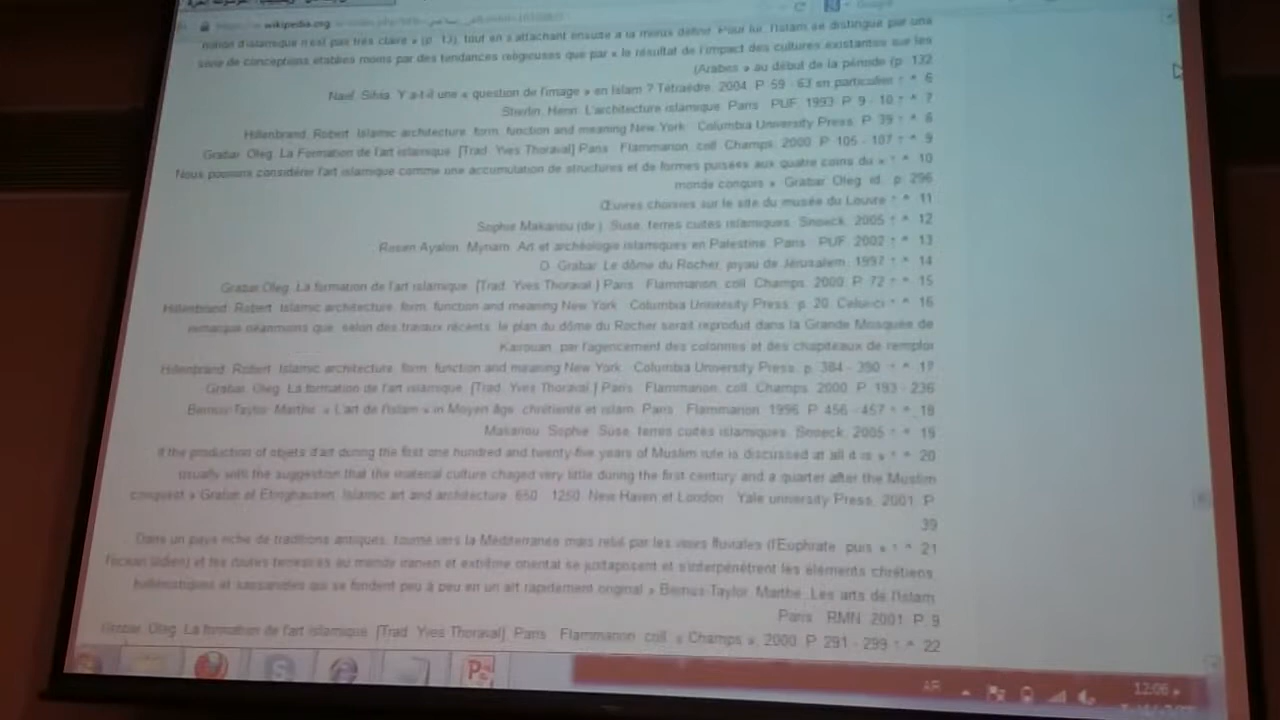 wikipedia.org
notion d'islamique n'est pas très claire » (p. 13), tout en s'attachant ensuite à la mieux définir. Pour lui, l'Islam se distingue par une
série de conceptions établies moins par des tendances religieuses que par « le résultat de l'impact des cultures existantes sur les
(Arabes » au début de la période (p. 132
Naef, Silvia. Y a-t-il une « question de l'image » en Islam ? Tétraèdre, 2004. P 59 - 63 en particulier ↑ ^ 6
Stierlin, Henri. L'architecture islamique. Paris : PUF, 1993 P 9 - 10 ↑ ^ 7
Hillenbrand, Robert. Islamic architecture, form, function and meaning New York : Columbia University Press, P. 39 ↑ ^ 8
Grabar, Oleg. La Formation de l'art islamique. [Trad. Yves Thoraval] Paris : Flammarion, coll. Champs, 2000. P 105 - 107 ↑ ^ 9
Nous pouvons considérer l'art islamique comme une accumulation de structures et de formes puisées aux quatre coins du » ↑ ^ 10
monde conquis ». Grabar Oleg, id., p. 296
Œuvres choisies sur le site du musée du Louvre ↑ ^ 11
Sophie Makariou (dir.), Suse, terres cuites islamiques. Snoeck, 2005 ↑ ^ 12
Rosen Ayalon, Myriam. Art et archéologie islamiques en Palestine. Paris : PUF, 2002 ↑ ^ 13
O. Grabar. Le dôme du Rocher, joyau de Jérusalem, 1997 ↑ ^ 14
Grabar Oleg. La formation de l'art islamique. [Trad. Yves Thoraval ] Paris : Flammarion, coll. Champs, 2000. P 72 ↑ ^ 15
Hillenbrand, Robert. Islamic architecture, form, function and meaning New York : Columbia University Press, p. 20. Celui-ci ↑ ^ 16
remarque néanmoins que, selon des travaux récents, le plan du dôme du Rocher serait reproduit dans la Grande Mosquée de
Kairouan, par l'agencement des colonnes et des chapiteaux de remploi
Hillenbrand, Robert. Islamic architecture, form, function and meaning New York : Columbia University Press, p. 384 - 390 ↑ ^ 17
Grabar, Oleg. La formation de l'art islamique. [Trad. Yves Thoraval ] Paris : Flammarion, coll. Champs, 2000. P 193 - 236
Bernus-Taylor, Marthe. « L'art de l'Islam » in Moyen âge, chrétienté et islam. Paris : Flammarion, 1996. P 456 - 457 ↑ ^ 18
Makariou, Sophie. Suse, terres cuites islamiques. Snoeck, 2005 ↑ ^ 19
If the production of objets d'art during the first one hundred and twenty-five years of Muslim rule is discussed at all it is » ↑ ^ 20
usually with the suggestion that the material culture chaged very little during the first century and a quarter after the Muslim
conquest » Grabar et Ettinghausen, Islamic art and architecture, 650 - 1250. New Haven et London : Yale university Press, 2001. P
39
Dans un pays riche de traditions antiques, tourné vers la Méditerranée mais relié par les voies fluviales (l'Euphrate, puis » ↑ ^ 21
l'océan Indien) et les routes terrestres au monde iranien et extrême oriental se juxtaposent et s'interpénètrent les éléments chrétiens,
hellénistiques et sassanides qui se fondent peu à peu en un art rapidement original » Bernus-Taylor, Marthe. Les arts de l'Islam
Paris : RMN, 2001. P. 9
Grabar, Oleg. La formation de l'art islamique. [Trad. Yves Thoraval]. Paris : Flammarion, coll. « Champs », 2000. P 291 - 299 ↑ ^ 22
AR
12:06 م